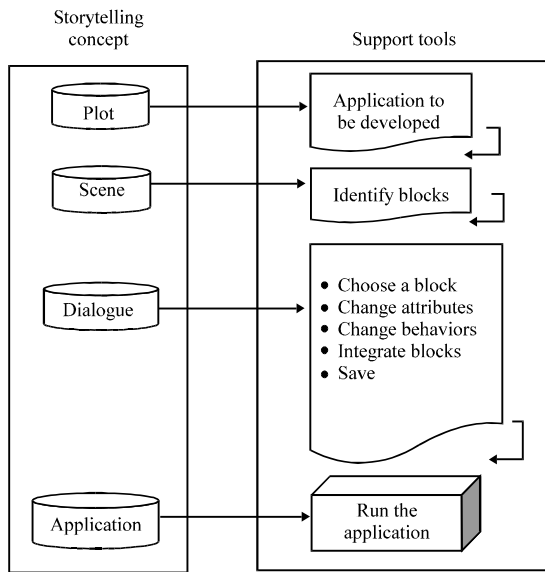 Storytelling
concept
Support tools
Plot
Application to
be developed
Scene
Identify blocks
Dialogue
• Choose a block
• Change attributes
• Change behaviors
• Integrate blocks
• Save
Application
Run the
application